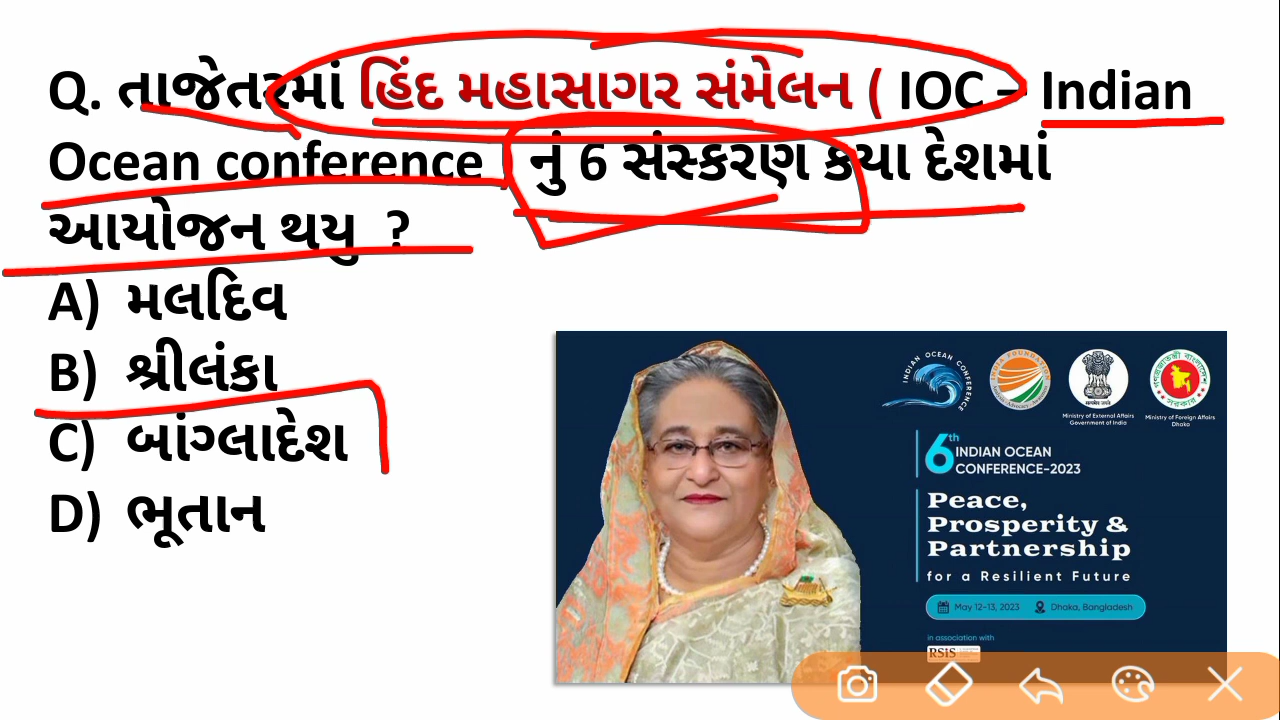 Q. તાજેતરમાં હિંદ મહાસાગર સંમેલન ( IOC – Indian
Ocean conference ) નું 6 સંસ્કરણ કયા દેશમાં
આયોજન થયુ ?
A) મલદિવ
B) શ્રીલંકા
C) બાંગ્લાદેશ
D) ભૂતાન
INDIAN OCEAN CONFERENCE
INDIA FOUNDATION
Ministry of External Affairs
Government of India
Ministry of Foreign Affairs
Dhaka
6th INDIAN OCEAN
CONFERENCE-2023
Peace,
Prosperity &
Partnership
for a Resilient Future
May 12-13, 2023 Dhaka, Bangladesh
in association with
RSIS